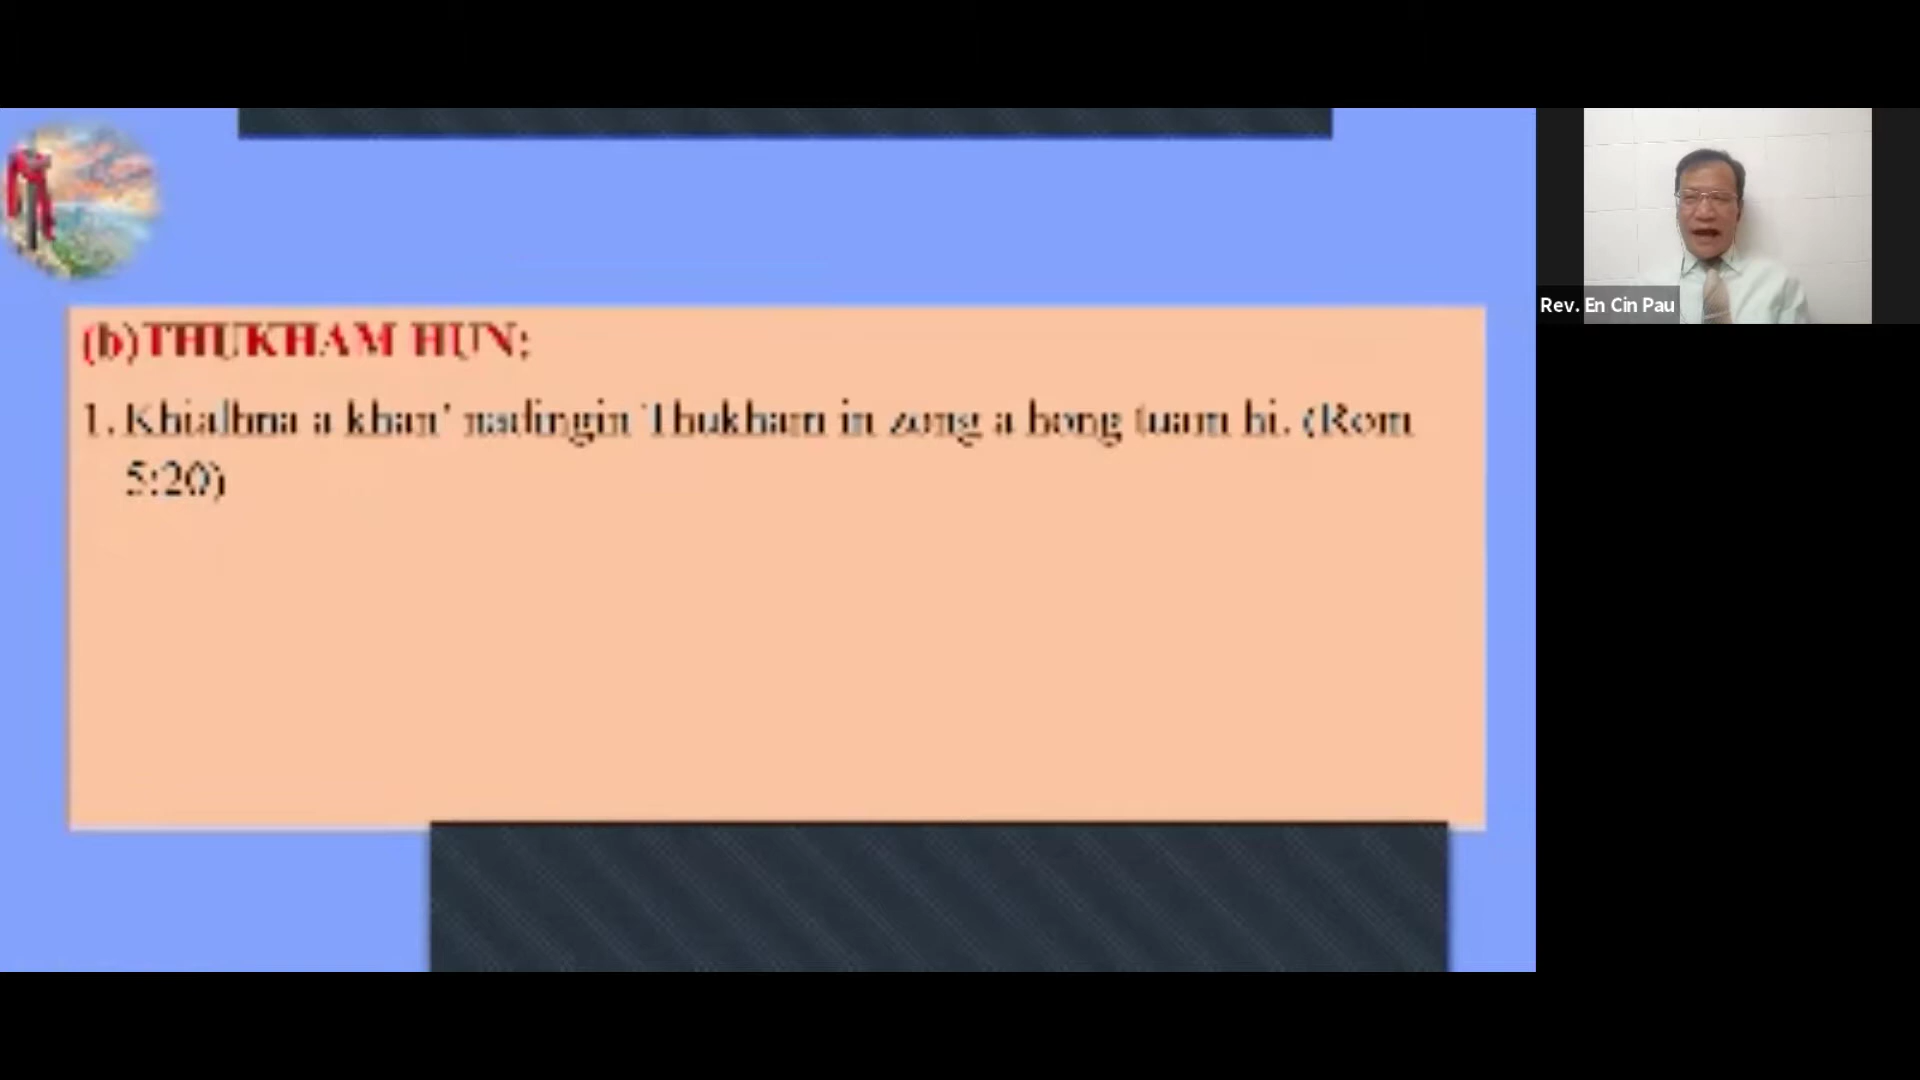 (b)THUKHAM HUN:
1. Khialhna a khan' nadingin Thukham in zong a hong tuam hi. (Rom
5:20)
Rev. En Cin Pau